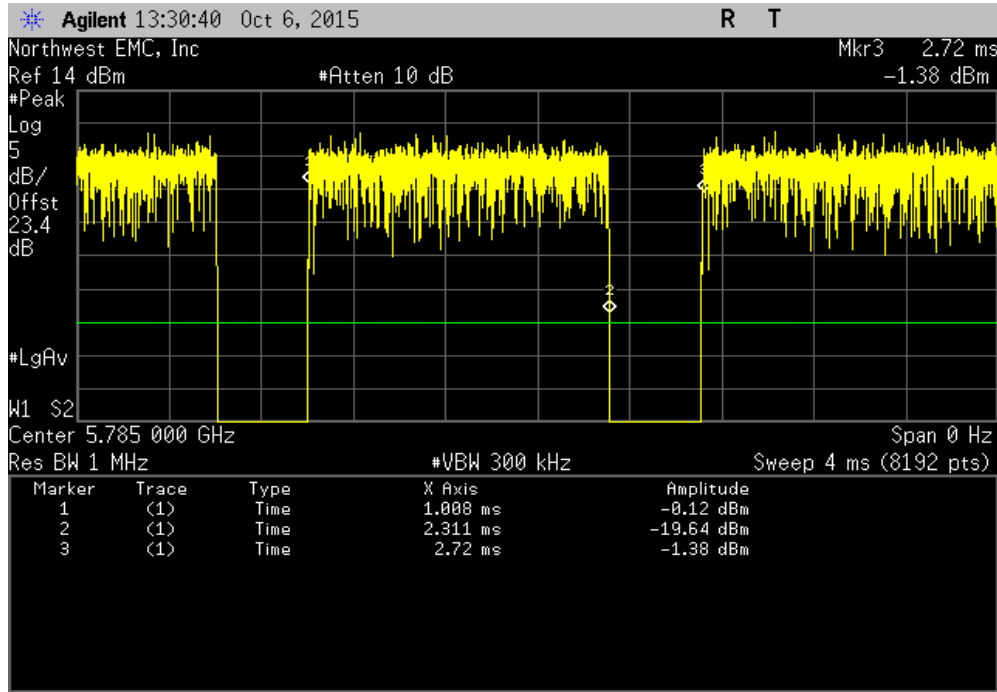 Agilent 13:30:40 Oct 6, 2015 R T
Northwest EMC, Inc Mkr3 2.72 ms
Ref 14 dBm #Atten 10 dB -1.38 dBm
#Peak
Log
5
dB/
Offst
23.4
dB
2
#LgAv
W1 S2
Center 5.785 000 GHz Span 0 Hz
Res BW 1 MHz #VBW 300 kHz Sweep 4 ms (8192 pts)
Marker Trace Type X Axis Amplitude
1 (1) Time 1.008 ms -0.12 dBm
2 (1) Time 2.311 ms -19.64 dBm
3 (1) Time 2.72 ms -1.38 dBm